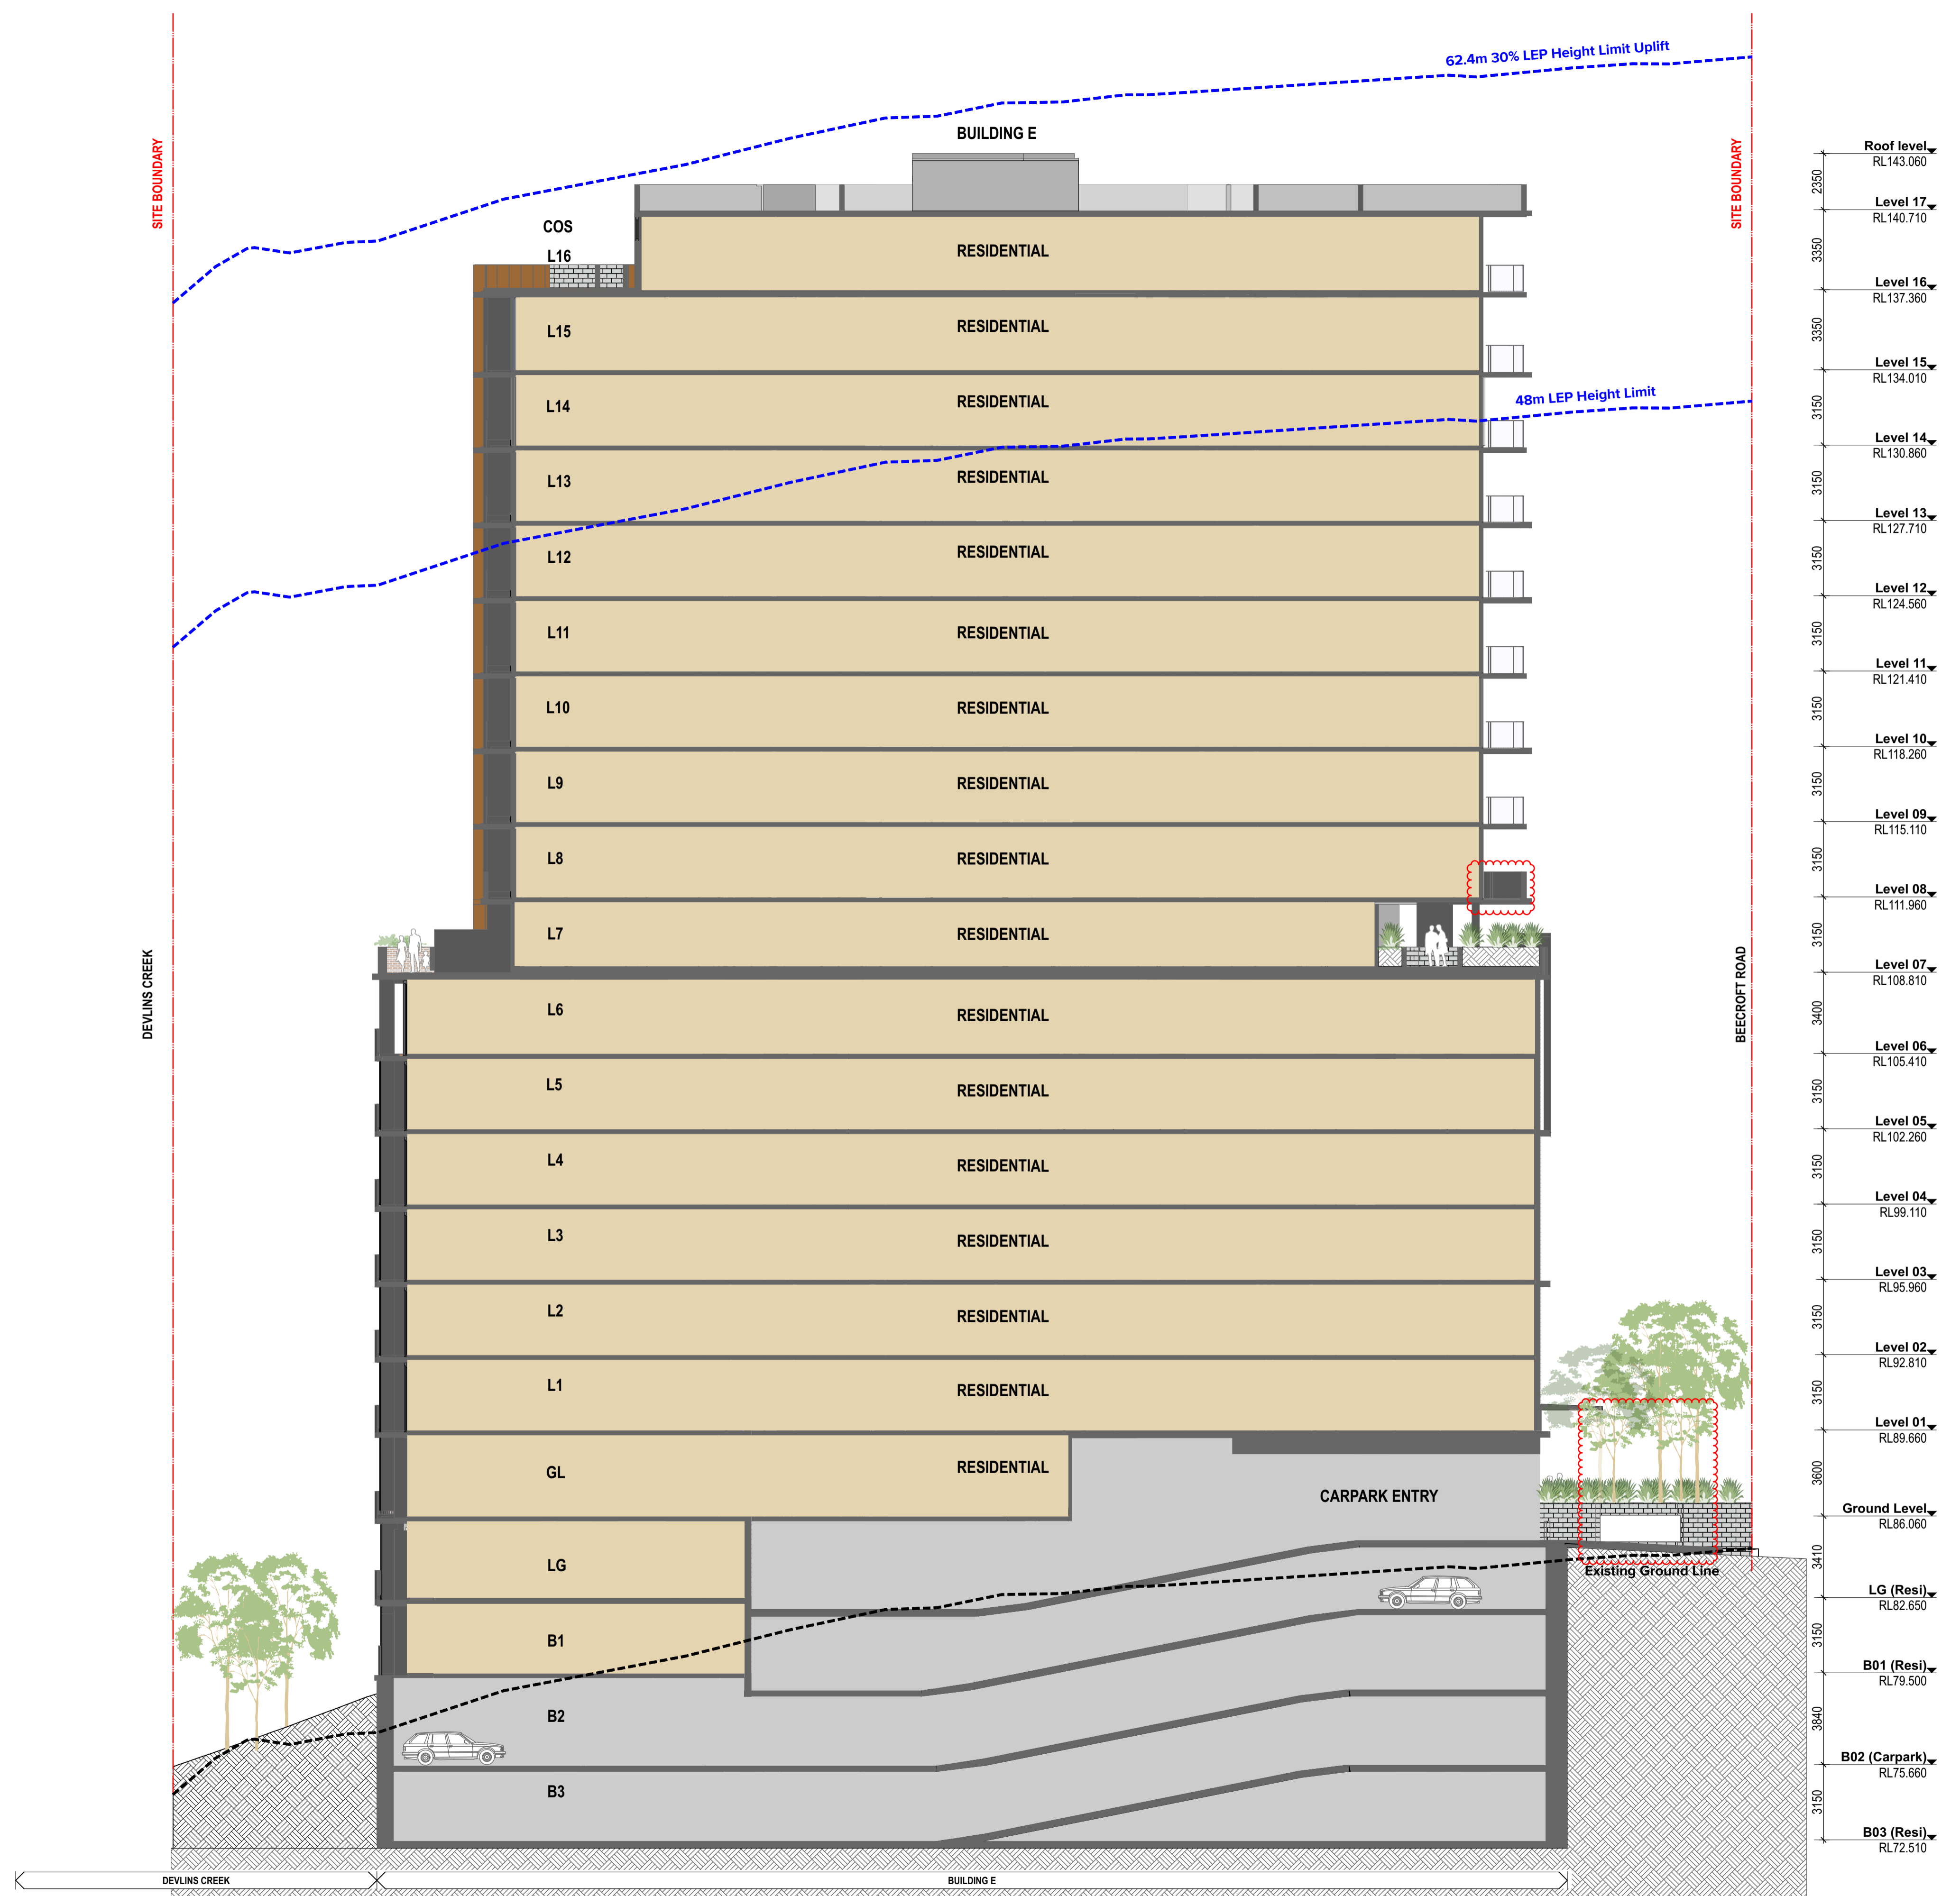 62.4m 30% LEP Height Limit Uplift
BUILDING E
SITE BOUNDARY
SITE BOUNDARY
Roof level
RL143.060
2350
Level 17
RL140.710
COS
L16
RESIDENTIAL
3350
Level 16
RL137.360
L15
RESIDENTIAL
3350
Level 15
RL134.010
48m LEP Height Limit
L14
RESIDENTIAL
3150
Level 14
RL130.860
L13
RESIDENTIAL
3150
Level 13
RL127.710
L12
RESIDENTIAL
3150
Level 12
RL124.560
L11
RESIDENTIAL
3150
Level 11
RL121.410
L10
RESIDENTIAL
3150
Level 10
RL118.260
L9
RESIDENTIAL
3150
Level 09
RL115.110
L8
RESIDENTIAL
3150
Level 08
RL111.960
L7
RESIDENTIAL
3150
Level 07
RL108.810
DEVLINS CREEK
BEECROFT ROAD
L6
RESIDENTIAL
3400
Level 06
RL105.410
L5
RESIDENTIAL
3150
Level 05
RL102.260
L4
RESIDENTIAL
3150
Level 04
RL99.110
L3
RESIDENTIAL
3150
Level 03
RL95.960
L2
RESIDENTIAL
3150
Level 02
RL92.810
L1
RESIDENTIAL
3150
Level 01
RL89.660
GL
RESIDENTIAL
CARPARK ENTRY
3600
Ground Level
RL86.060
LG
3410
Existing Ground Line
LG (Resi)
RL82.650
B1
3150
B01 (Resi)
RL79.500
B2
3840
B02 (Carpark)
RL75.660
B3
3150
B03 (Resi)
RL72.510
DEVLINS CREEK
BUILDING E